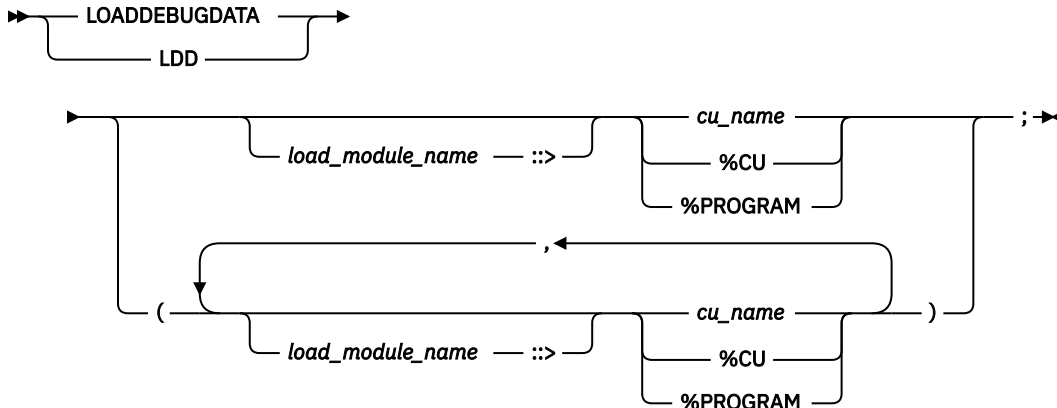 LOADDEBUGDATA
LDD
cu_name ;
load_module_name ::> %CU
%PROGRAM
,
( cu_name )
load_module_name ::> %CU
%PROGRAM